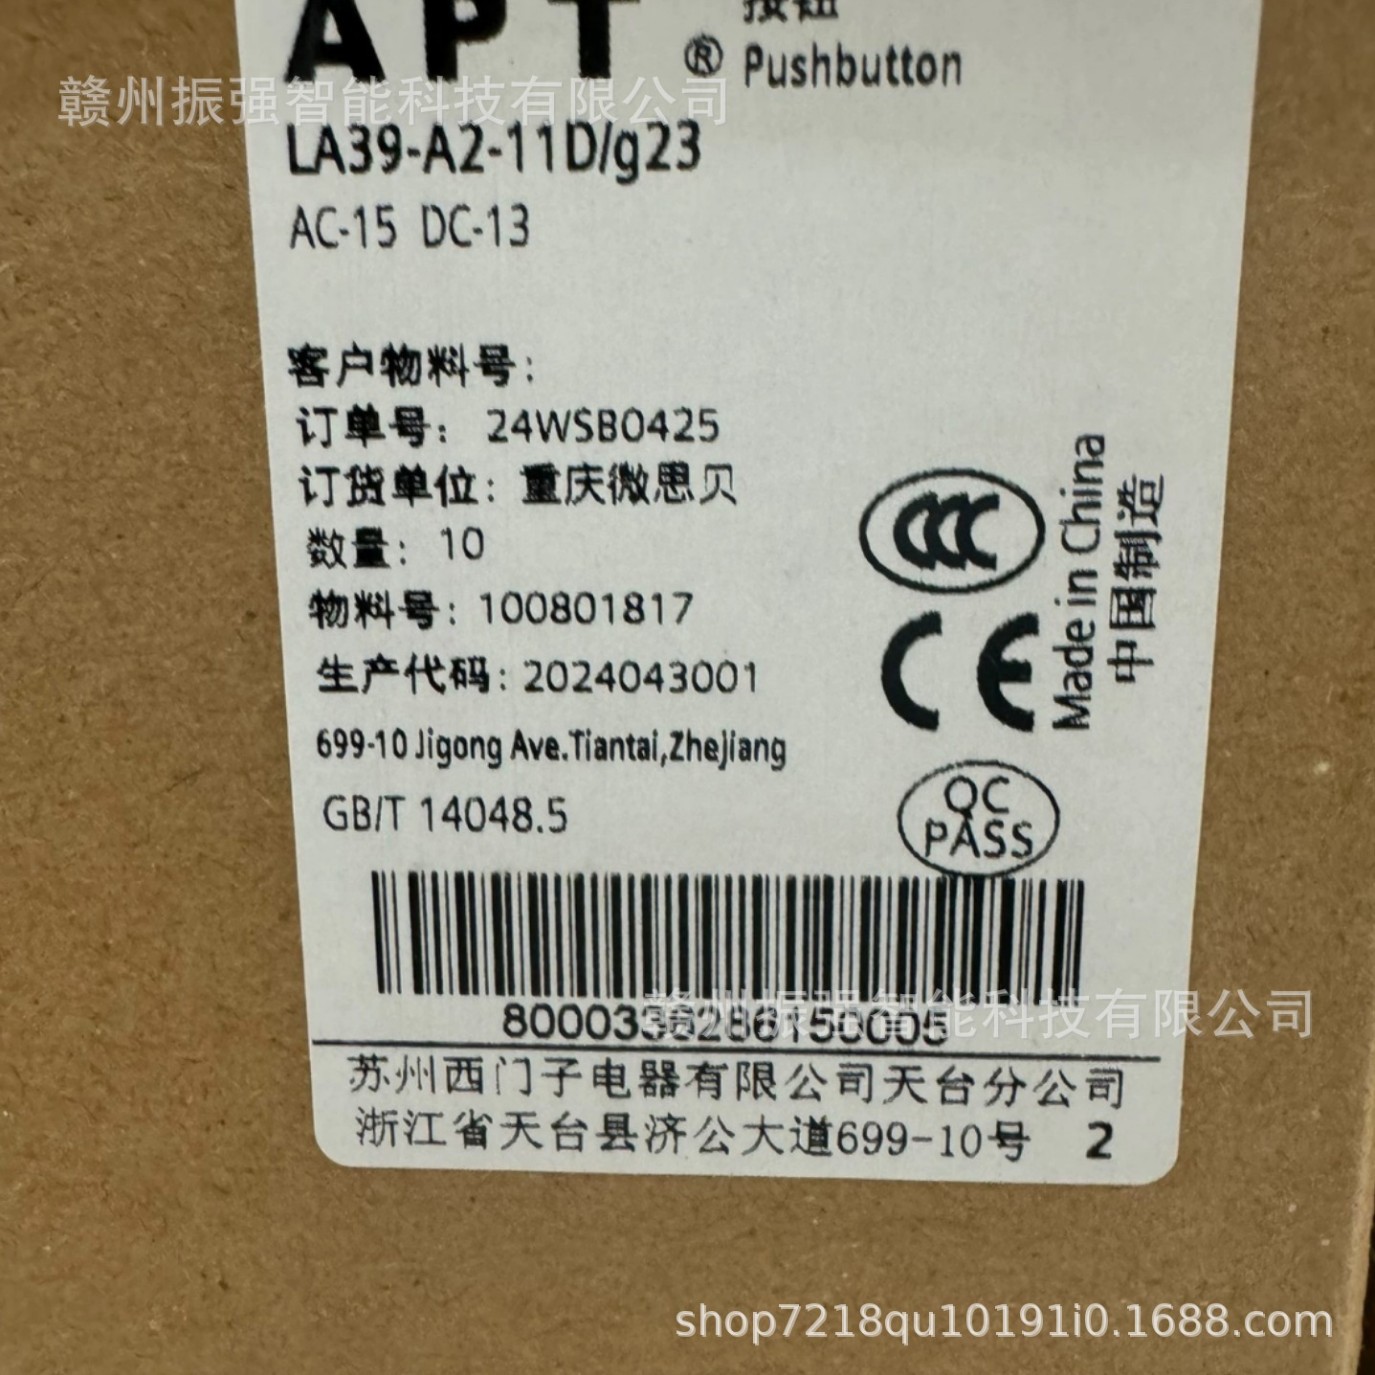 APT ® 按钮
Pushbutton
赣州振强智能科技有限公司
LA39-A2-11D/g23
AC-15 DC-13
客户物料号:
订单号: 24WSB0425
订货单位: 重庆微思贝
数量: 10
物料号: 100801817
生产代码: 2024043001
699-10 Jigong Ave.Tiantai,Zhejiang
GB/T 14048.5
CCC
CE
Made in China
中国制造
QC
PASS
赣州振强智能科技有限公司
苏州西门子电器有限公司天台分公司
浙江省天台县济公大道699-10号 2
shop7218qu10191i0.1688.com